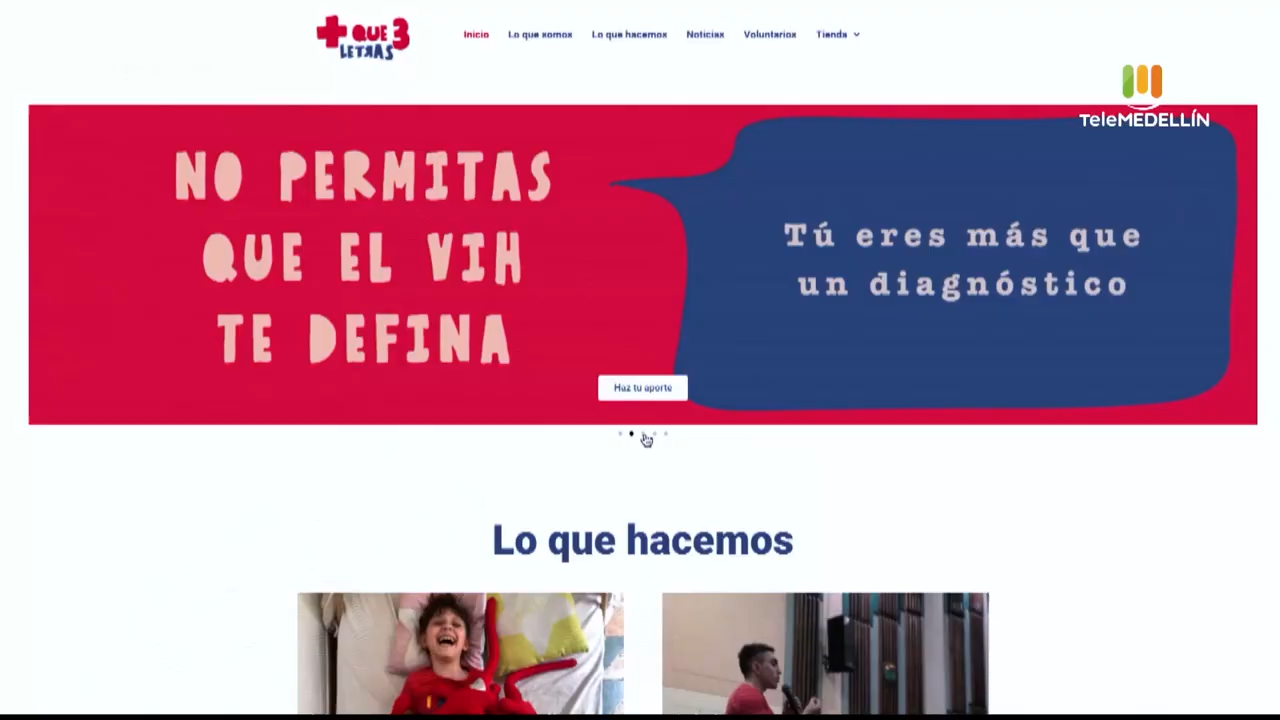 + QUE 3
LETRAS
Inicio
Lo que somos
Lo que hacemos
Noticias
Voluntarios
Tienda
TeleMEDELLÍN
NO PERMITAS
QUE EL VIH
TE DEFINA
Tú eres más que
un diagnóstico
Haz tu aporte
Lo que hacemos